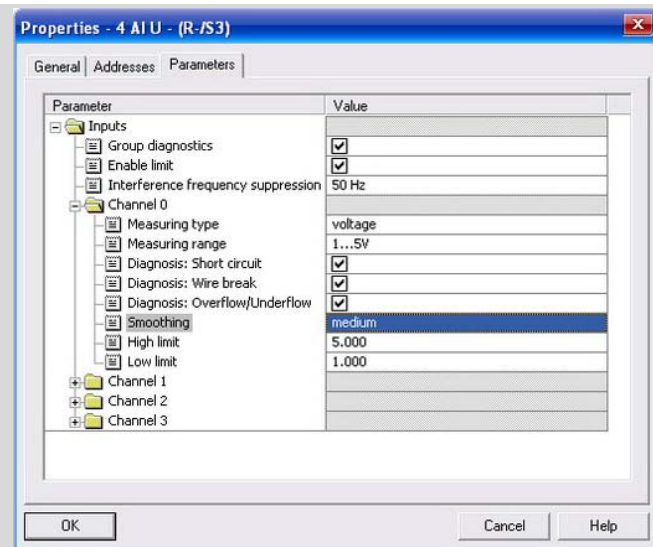 Properties - 4 AI U - (R-/S3)
General Addresses Parameters
Parameter Value
Inputs
Group diagnostics
Enable limit
Interference frequency suppression 50 Hz
Channel 0
Measuring type voltage
Measuring range 1...5V
Diagnosis: Short circuit
Diagnosis: Wire break
Diagnosis: Overflow/Underflow
Smoothing medium
High limit 5.000
Low limit 1.000
Channel 1
Channel 2
Channel 3
OK Cancel Help